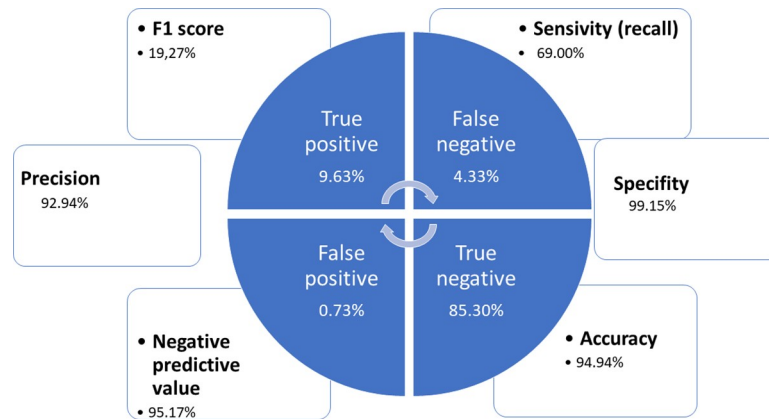 • F1 score
• 19,27%
• Sensivity (recall)
• 69.00%
True
positive
9.63%
False
negative
4.33%
Precision
92.94%
Specifity
99.15%
False
positive
0.73%
True
negative
85.30%
• Negative
predictive
value
• 95.17%
• Accuracy
• 94.94%